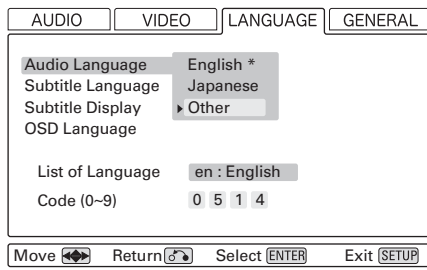 AUDIO VIDEO LANGUAGE GENERAL
Audio Language English *
Subtitle Language Japanese
Subtitle Display Other
OSD Language
List of Language en : English
Code (0~9) 0 5 1 4
Move Return Select ENTER Exit SETUP